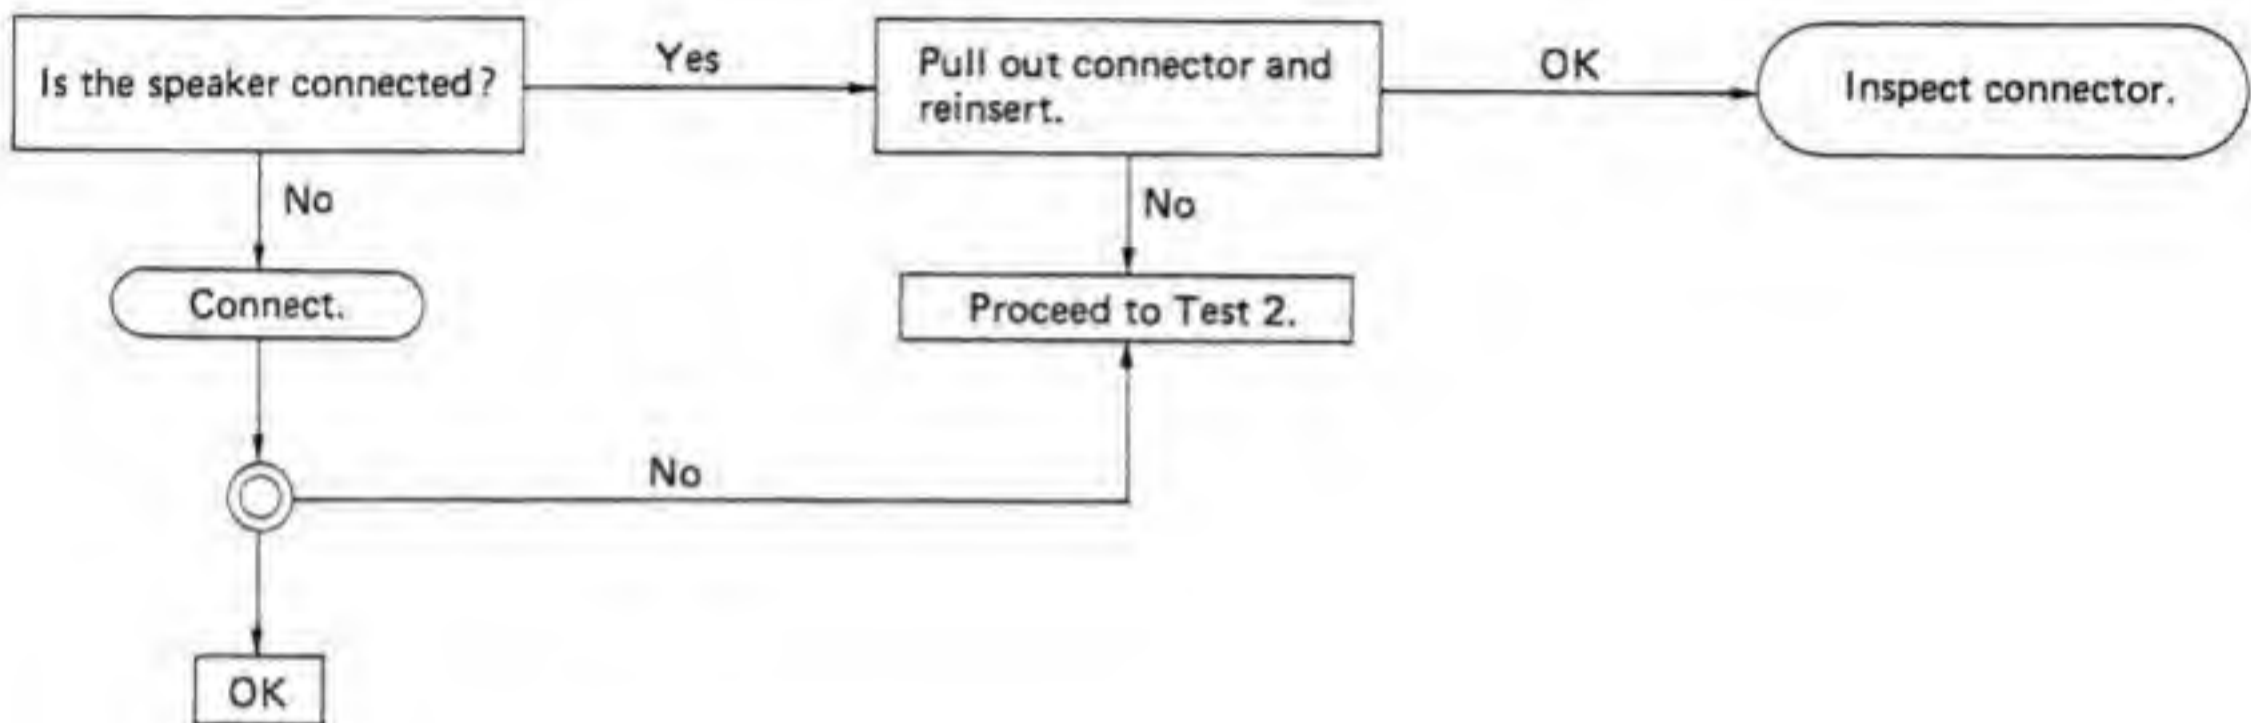 Is the speaker connected?
Yes
Pull out connector and
reinsert.
OK
Inspect connector.
No
No
Connect.
Proceed to Test 2.
No
OK